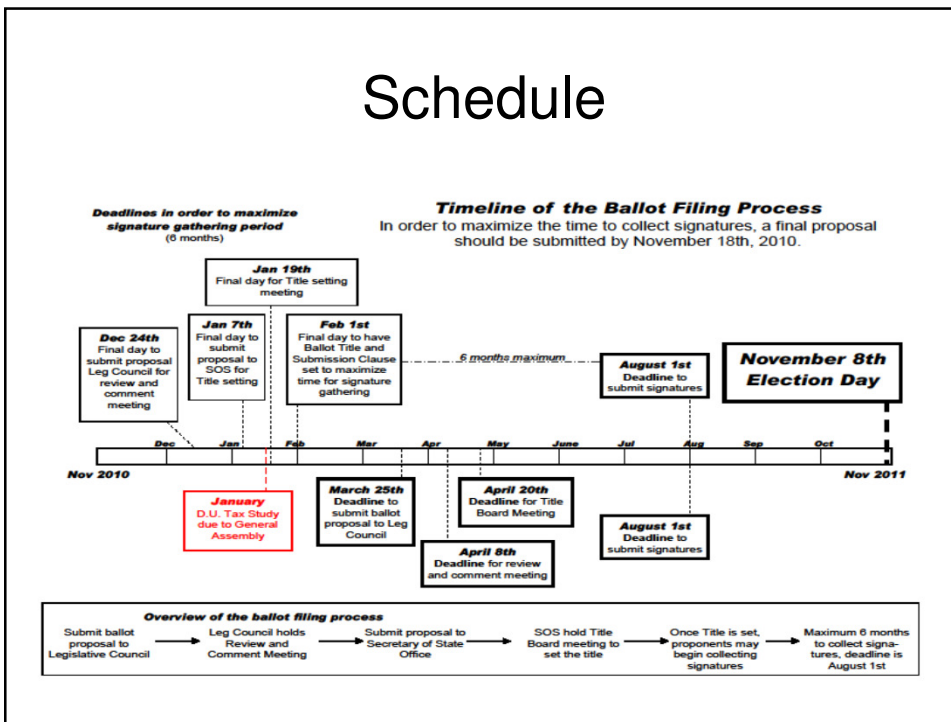 Schedule
Deadlines in order to maximize
signature gathering period
(6 months)
Timeline of the Ballot Filing Process
In order to maximize the time to collect signatures, a final proposal
should be submitted by November 18th, 2010.
Jan 19th
Final day for Title setting
meeting
Dec 24th
Final day to
submit proposal
Leg Council for
review and
comment
meeting
Jan 7th
Final day to
submit
proposal to
SOS for
Title setting
Feb 1st
Final day to have
Ballot Title and
Submission Clause
set to maximize
time for signature
gathering
6 months maximum
August 1st
Deadline to
submit signatures
November 8th
Election Day
Dec Jan Feb Mar Apr May June Jul Aug Sep Oct
Nov 2010 Nov 2011
January
D.U. Tax Study
due to General
Assembly
March 25th
Deadline to
submit ballot
proposal to Leg
Council
April 20th
Deadline for Title
Board Meeting
April 8th
Deadline for review
and comment meeting
August 1st
Deadline to
submit signatures
Overview of the ballot filing process
Submit ballot
proposal to
Legislative Council
Leg Council holds
Review and
Comment Meeting
Submit proposal to
Secretary of State
Office
SOS hold Title
Board meeting to
set the title
Once Title is set,
proponents may
begin collecting
signatures
Maximum 6 months
to collect signa-
tures, deadline is
August 1st